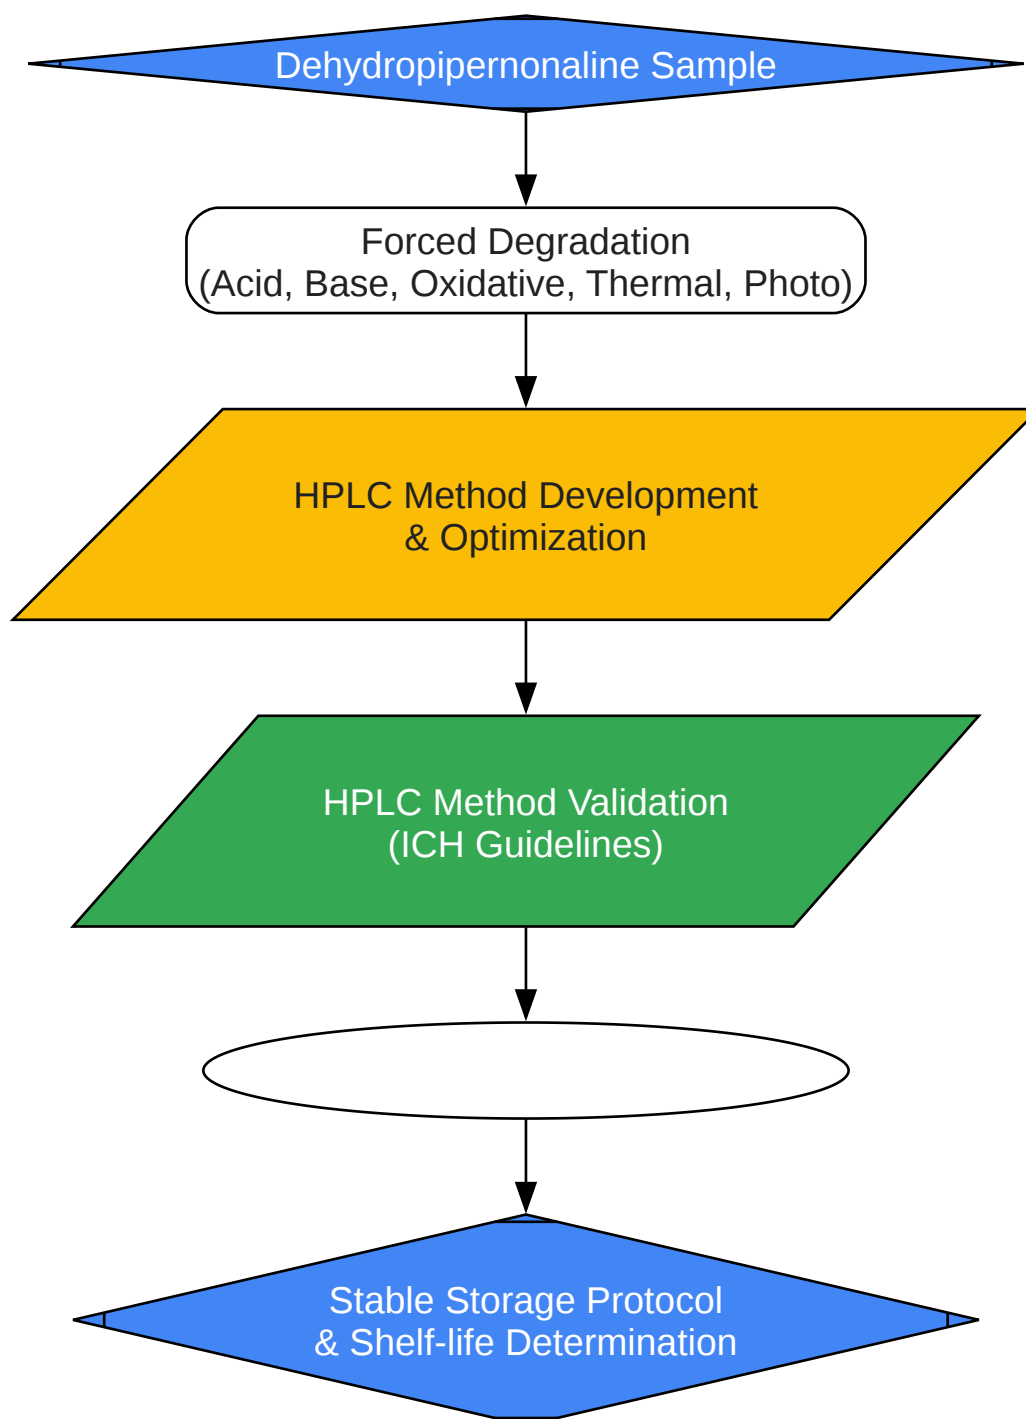 Dehydropipernonaline Sample
Forced Degradation
(Acid, Base, Oxidative, Thermal, Photo)
HPLC Method Development
& Optimization
HPLC Method Validation
(ICH Guidelines)
Stable Storage Protocol
& Shelf-life Determination